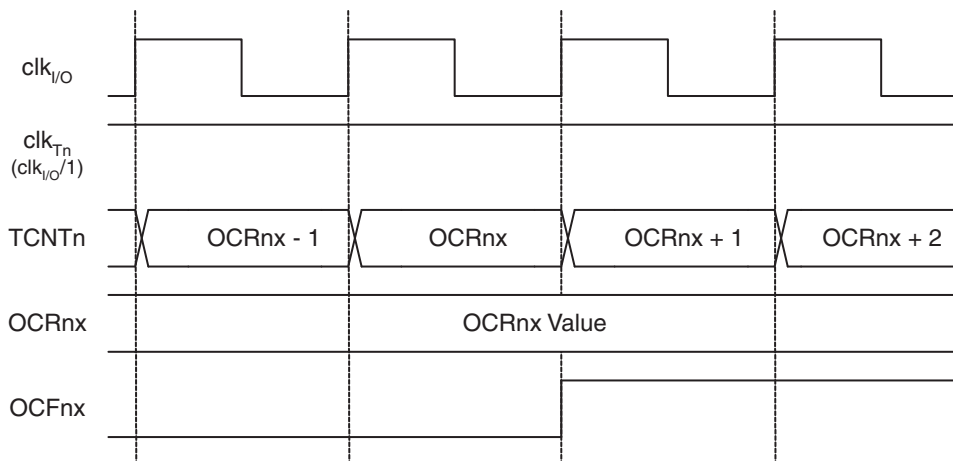 clkI/O
clkTn
(clkI/O/1)
TCNTn
OCRnx - 1
OCRnx
OCRnx + 1
OCRnx + 2
OCRnx
OCRnx Value
OCFnx